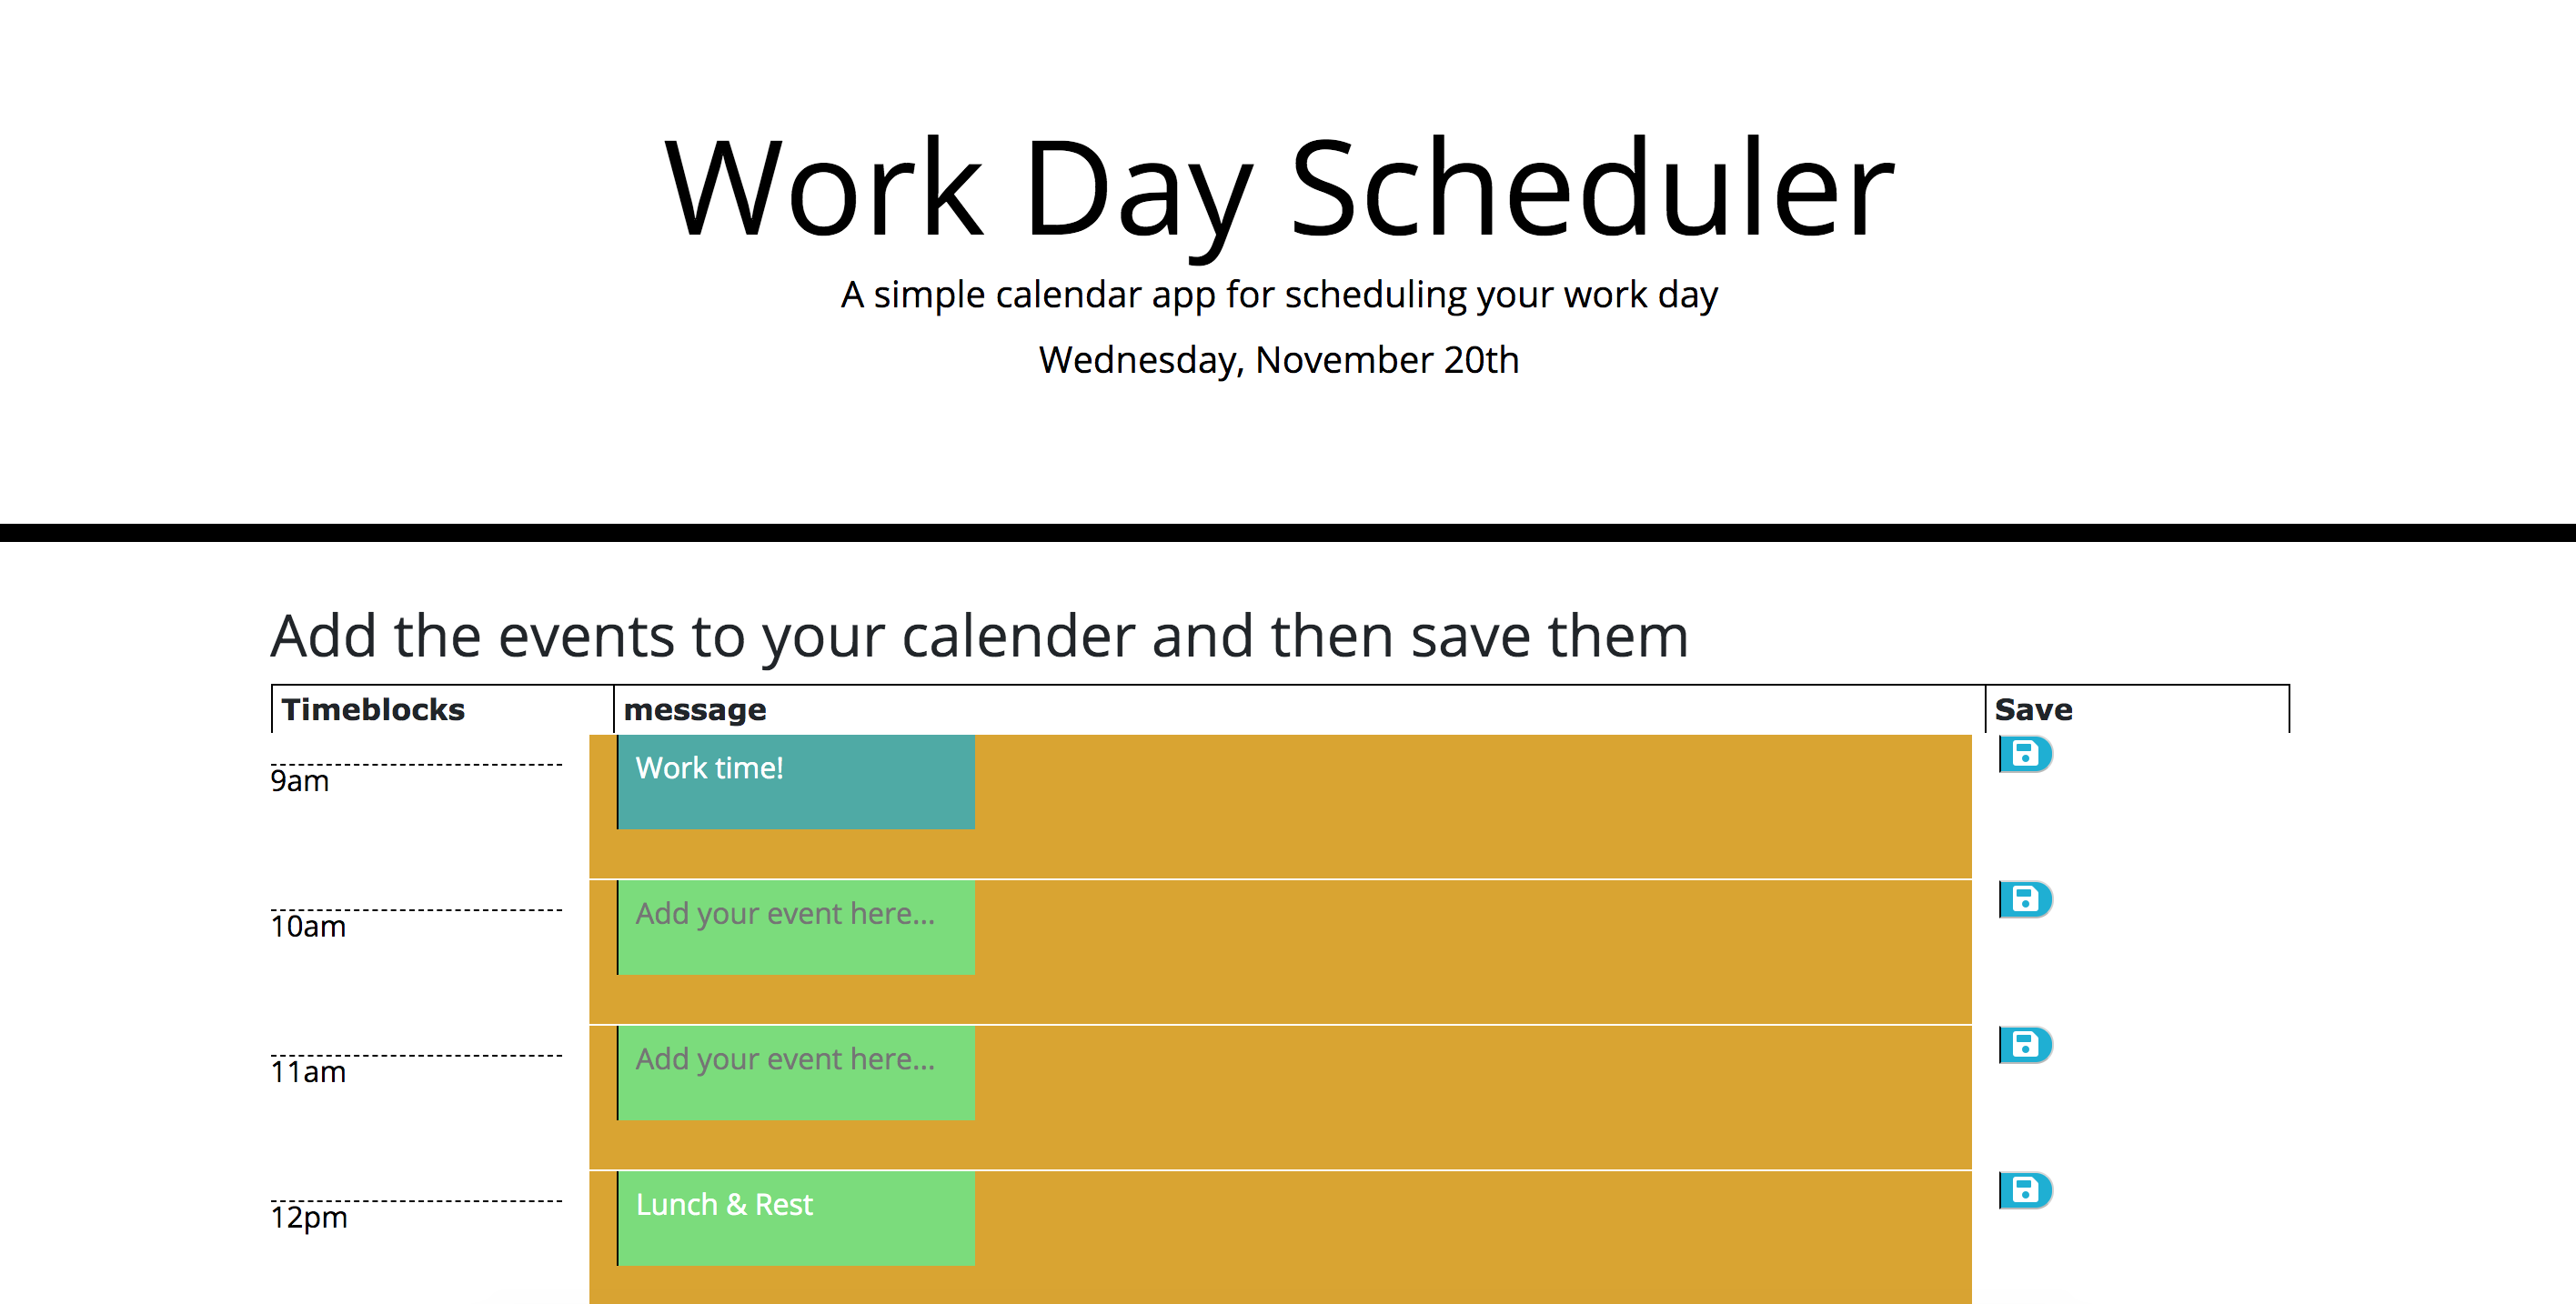 Work Day Scheduler
A simple calendar app for scheduling your work day
Wednesday, November 20th
Add the events to your calender and then save them
Timeblocks message Save
9am Work time!
10am Add your event here...
11am Add your event here...
12pm Lunch & Rest